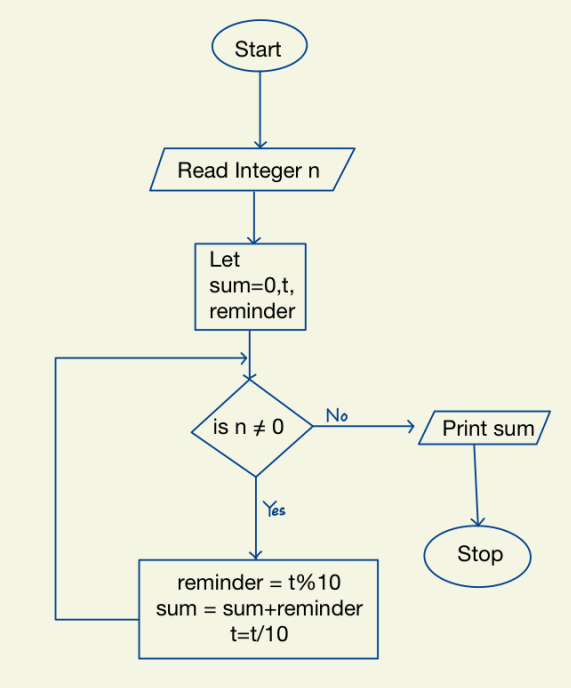 Start
Read Integer n
Let
sum=0,t,
reminder
is n ≠ 0
No
Print sum
Yes
Stop
reminder = t%10
sum = sum+reminder
t=t/10